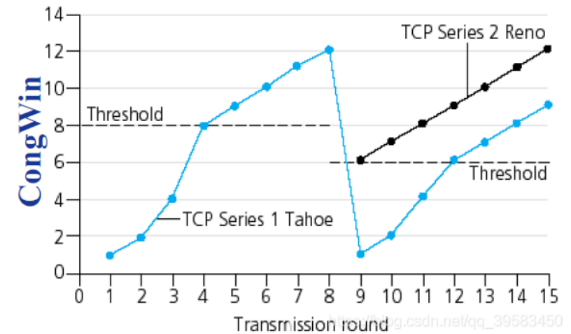 14
TCP Series 2 Reno
12
10
Threshold
8
6
Threshold
4
TCP Series 1 Tahoe
2
0
CongWin
0 1 2 3 4 5 6 7 8 9 10 11 12 13 14 15
Transmission round
g.csdn.net/qq_39583450